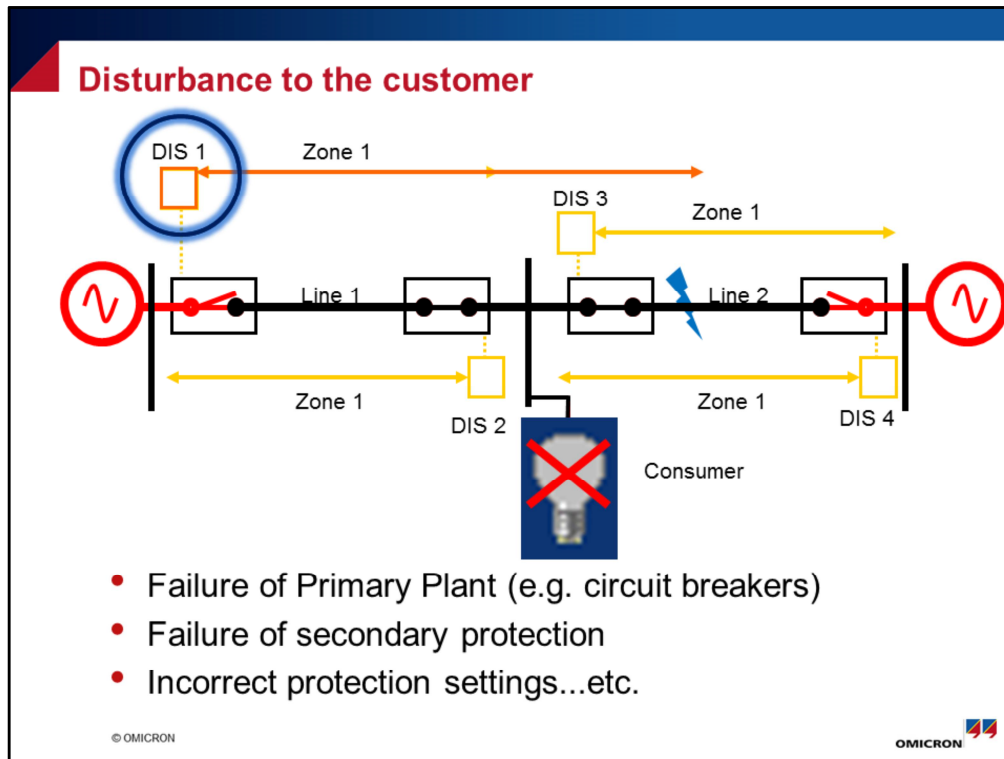 Disturbance to the customer
DIS 1
Zone 1
DIS 3
Zone 1
Line 1
Line 2
Zone 1
DIS 2
Zone 1
DIS 4
Consumer
• Failure of Primary Plant (e.g. circuit breakers)
• Failure of secondary protection
• Incorrect protection settings...etc.
© OMICRON
OMICRON